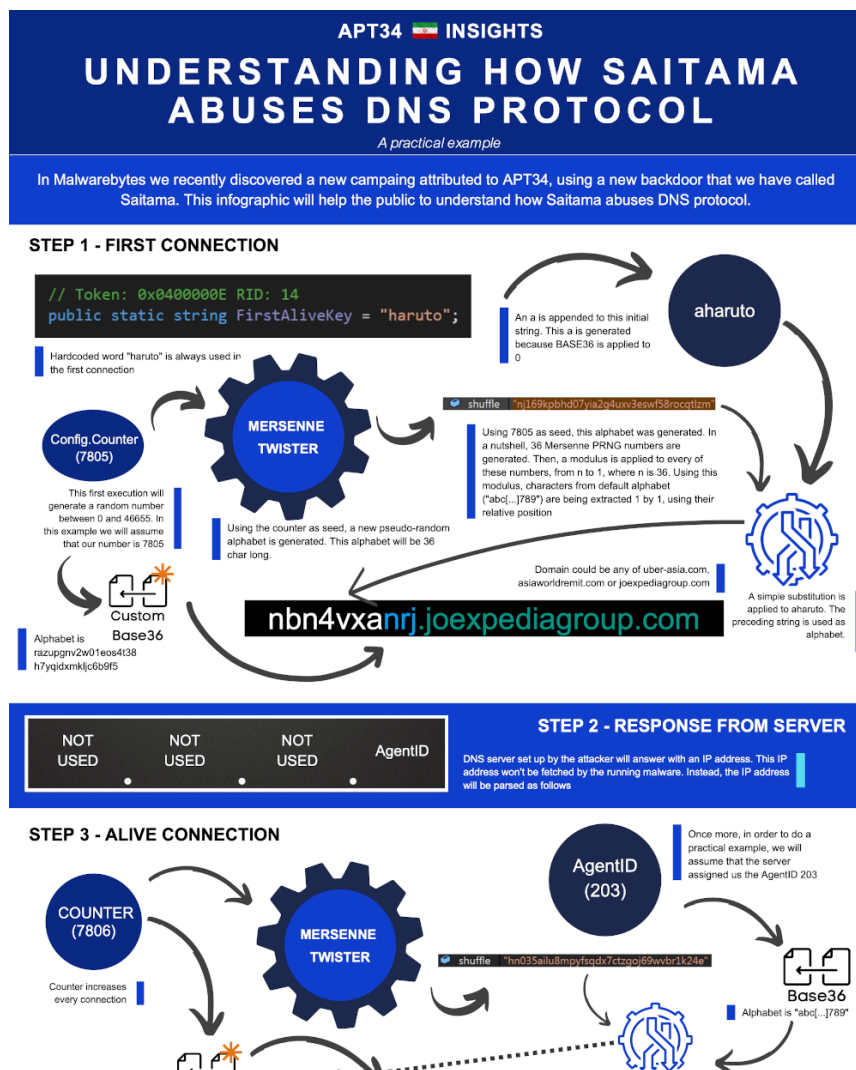 APT34 INSIGHTS
UNDERSTANDING HOW SAITAMA
ABUSES DNS PROTOCOL
A practical example
In Malwarebytes we recently discovered a new campaing attributed to APT34, using a new backdoor that we have called
Saitama. This infographic will help the public to understand how Saitama abuses DNS protocol.
STEP 1 - FIRST CONNECTION
// Token: 0x0400000E RID: 14
public static string FirstAliveKey = "haruto";
Hardcoded word "haruto" is always used in
the first connection
An a is appended to this initial
string. This a is generated
because BASE36 is applied to
0
aharuto
Config.Counter
(7805)
MERSENNE
TWISTER
shuffle "nj169kpbhd07yia2g4uxv3eswf58rocqtlzm"
Using 7805 as seed, this alphabet was generated. In
a nutshell, 36 Mersenne PRNG numbers are
generated. Then, a modulus is applied to every of
these numbers, from n to 1, where n is 36. Using this
modulus, characters from default alphabet
("abc[...]789") are being extracted 1 by 1, using their
relative position
This first execution will
generate a random number
between 0 and 46655. In
this example we will assume
that our number is 7805
Using the counter as seed, a new pseudo-random
alphabet is generated. This alphabet will be 36
char long.
Domain could be any of uber-asia.com,
asiaworldremit.com or joexpediagroup.com
A simple substitution is
applied to aharuto. The
preceding string is used as
alphabet.
Custom
Base36
Alphabet is
razupgnv2w01eos4t38
h7yqidxmkljc6b9f5
nbn4vxanrj.joexpediagroup.com
STEP 2 - RESPONSE FROM SERVER
NOT
USED
.
NOT
USED
.
NOT
USED
.
AgentID
DNS server set up by the attacker will answer with an IP address. This IP
address won't be fetched by the running malware. Instead, the IP address
will be parsed as follows
STEP 3 - ALIVE CONNECTION
COUNTER
(7806)
Counter increases
every connection
MERSENNE
TWISTER
AgentID
(203)
Once more, in order to do a
practical example, we will
assume that the server
assigned us the AgentID 203
shuffle "hn035ailu8mpyfsqdx7ctzgoj69wvbr1k24e"
Base36
Alphabet is "abc[...]789"